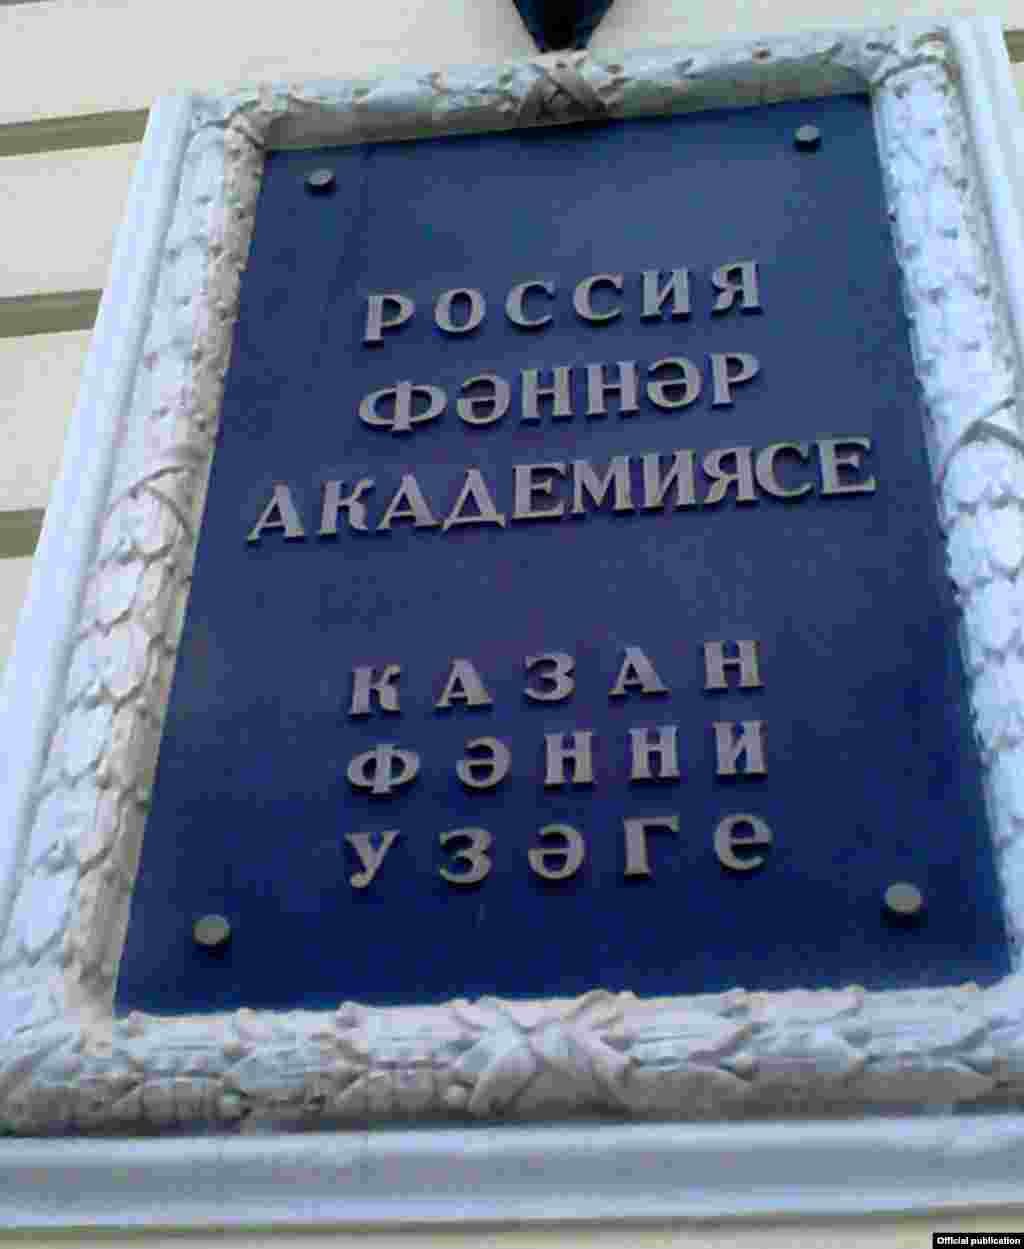 РОССИЯ
ФӘННӘР
АКАДЕМИЯСЕ
КАЗАН
ФӘННИ
УЗӘГЕ
Official publication